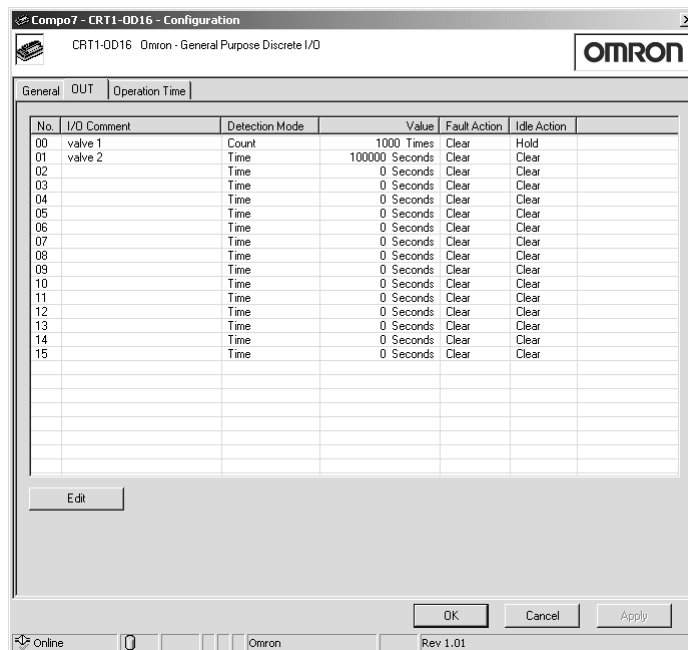 Compo7 - CRT1-OD16 - Configuration
CRT1-OD16 Omron - General Purpose Discrete I/O
OMRON
General OUT Operation Time
No. I/O Comment Detection Mode Value Fault Action Idle Action
00 valve 1 Count 1000 Times Clear Hold
01 valve 2 Time 100000 Seconds Clear Clear
02 Time 0 Seconds Clear Clear
03 Time 0 Seconds Clear Clear
04 Time 0 Seconds Clear Clear
05 Time 0 Seconds Clear Clear
06 Time 0 Seconds Clear Clear
07 Time 0 Seconds Clear Clear
08 Time 0 Seconds Clear Clear
09 Time 0 Seconds Clear Clear
10 Time 0 Seconds Clear Clear
11 Time 0 Seconds Clear Clear
12 Time 0 Seconds Clear Clear
13 Time 0 Seconds Clear Clear
14 Time 0 Seconds Clear Clear
15 Time 0 Seconds Clear Clear
Edit
OK Cancel Apply
Online Omron Rev 1.01